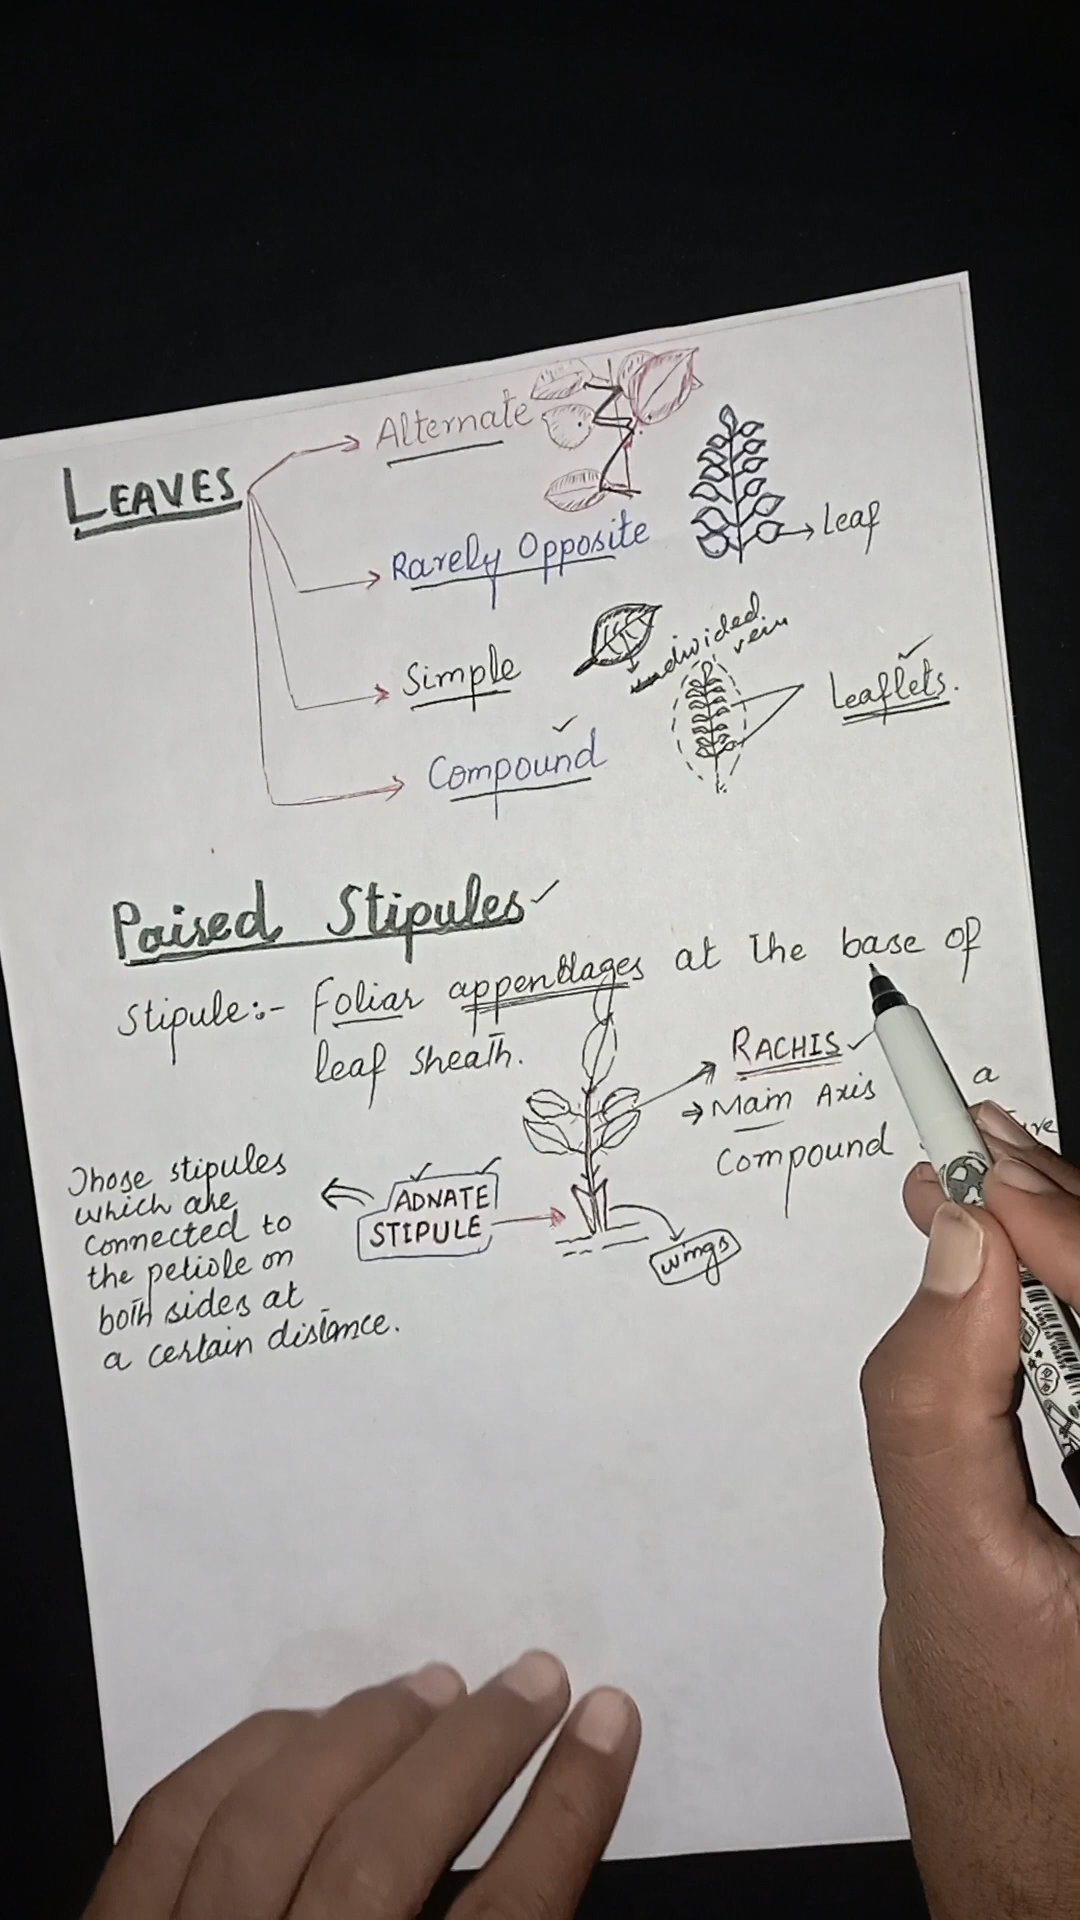 LEAVES
Alternate
Rarely Opposite
Leaf
Simple
undivided
vein
Compound
Leaflets.
Paired Stipules
Stipule:- Foliar appendages at the base of
leaf sheath.
RACHIS
→ Main Axis a
Compound
Those stipules
which are
connected to
the petiole on
both sides at
a certain distance.
ADNATE
STIPULE
wings